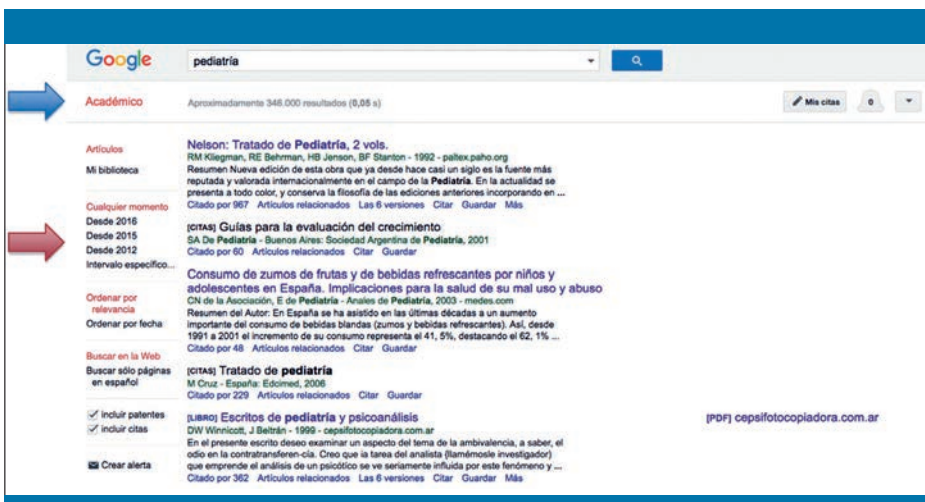 Google
pediatría
Académico
Aproximadamente 346.000 resultados (0,05 s)
Mis citas
0
Artículos
Mi biblioteca
Cualquier momento
Desde 2016
Desde 2015
Desde 2012
Intervalo específico...
Ordenar por
relevancia
Ordenar por fecha
Buscar en la Web
Buscar sólo páginas
en español
incluir patentes
incluir citas
Crear alerta
Nelson: Tratado de Pediatría, 2 vols.
RM Kliegman, RE Behrman, HB Jenson, BF Stanton - 1992 - paltex.paho.org
Resumen Nueva edición de esta obra que ya desde hace casi un siglo es la fuente más
reputada y valorada internacionalmente en el campo de la Pediatría. En la actualidad se
presenta a todo color, y conserva la filosofía de las ediciones anteriores incorporando en ...
Citado por 967 Artículos relacionados Las 6 versiones Citar Guardar Más
[CITAS] Guías para la evaluación del crecimiento
SA De Pediatría - Buenos Aires: Sociedad Argentina de Pediatría, 2001
Citado por 60 Artículos relacionados Citar Guardar
Consumo de zumos de frutas y de bebidas refrescantes por niños y
adolescentes en España. Implicaciones para la salud de su mal uso y abuso
CN de la Asociación, E de Pediatría - Anales de Pediatría, 2003 - medes.com
Resumen del Autor: En España se ha asistido en las últimas décadas a un aumento
importante del consumo de bebidas blandas (zumos y bebidas refrescantes). Así, desde
1991 a 2001 el incremento de su consumo representa el 41, 5%, destacando el 62, 1% ...
Citado por 48 Artículos relacionados Citar Guardar
[CITAS] Tratado de pediatría
M Cruz - España: Edcimed, 2006
Citado por 229 Artículos relacionados Citar Guardar
[LIBRO] Escritos de pediatría y psicoanálisis
DW Winnicott, J Beltrán - 1999 - cepsifotocopiadora.com.ar
En el presente escrito deseo examinar un aspecto del tema de la ambivalencia, a saber, el
odio en la contratransferen-cía. Creo que ia tarea del analista (llamémosle investigador)
que emprende el análisis de un psicótico se ve seriamente influida por este fenómeno y ...
Citado por 362 Artículos relacionados Las 6 versiones Citar Guardar Más
[PDF] cepsifotocopiadora.com.ar